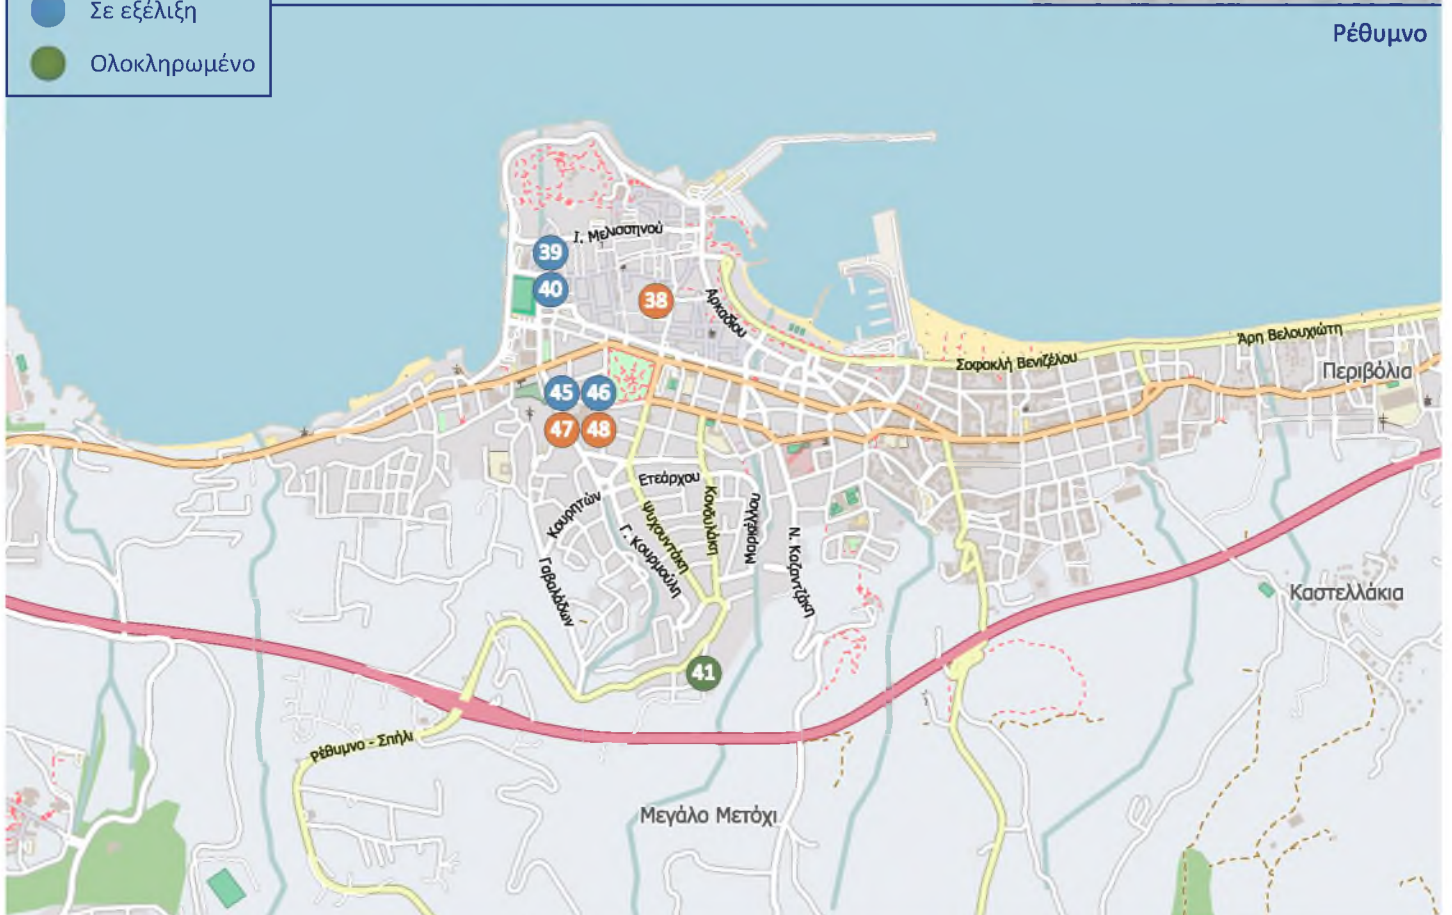 Σε εξέλιξη
Ρέθυμνο
Ολοκληρωμένο
Ι. Μελισσηνού
39
40
38
Αρκαδίου
Άρη Βελουχιώτη
Σοφοκλή Βενιζέλου
Περιβόλια
45 46
47 48
Ετεάρχου
Κουρητών
Ψυχουντάκη
Κονδυλάκη
Μαρκέλλου
Γ. Κουρμούλη
Ν. Καζαντζάκη
Γαβαλάδων
Καστελλάκια
41
Ρέθυμνο - Σπήλι
Μεγάλο Μετόχι